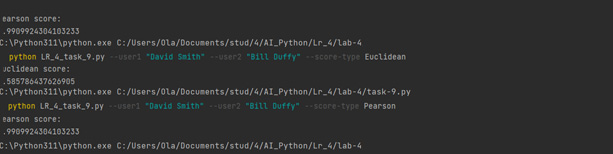 earson score:
.9909924304103233
C:\Python311\python.exe C:/Users/Ola/Documents/stud/4/AI_Python/Lr_4/lab-4
python LR_4_task_9.py --user1 "David Smith" --user2 "Bill Duffy" --score-type Euclidean
uclidean score:
.585786437626905
C:\Python311\python.exe C:/Users/Ola/Documents/stud/4/AI_Python/Lr_4/lab-4/task-9.py
python LR_4_task_9.py --user1 "David Smith" --user2 "Bill Duffy" --score-type Pearson
earson score:
.9909924304103233
C:\Python311\python.exe C:/Users/Ola/Documents/stud/4/AI_Python/Lr_4/lab-4